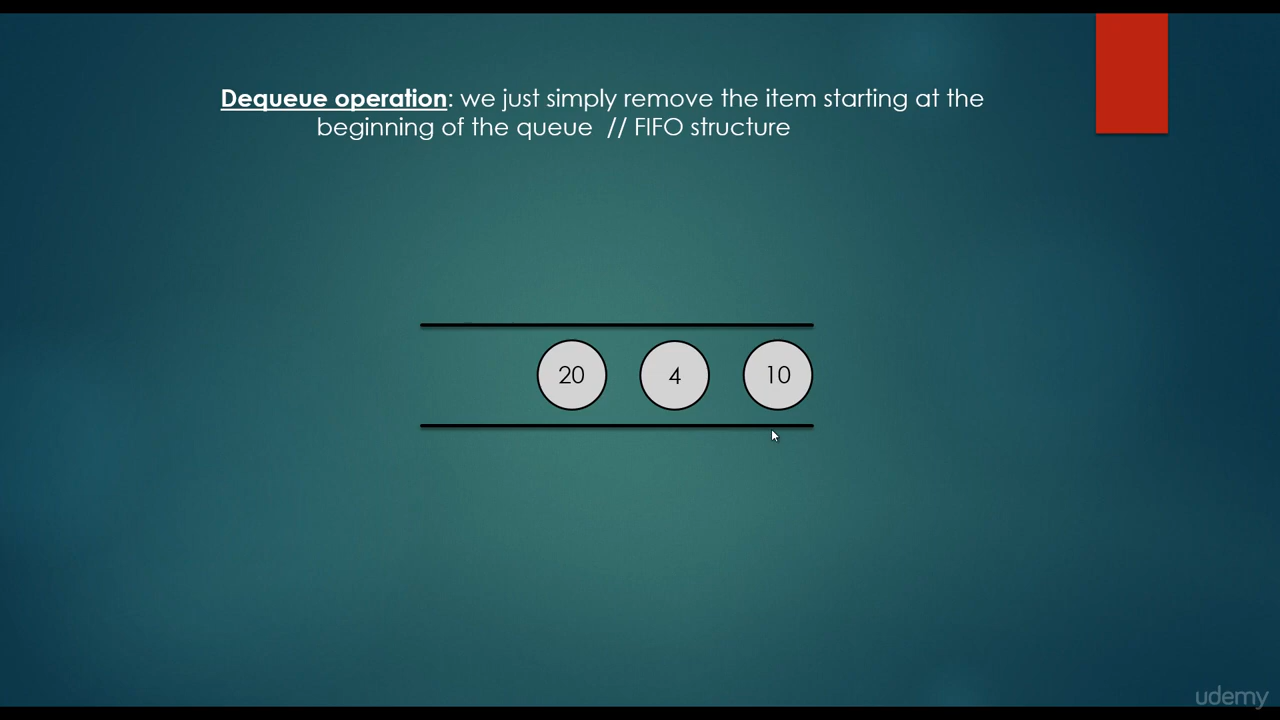 Dequeue operation: we just simply remove the item starting at the
beginning of the queue // FIFO structure
20 4 10
udemy